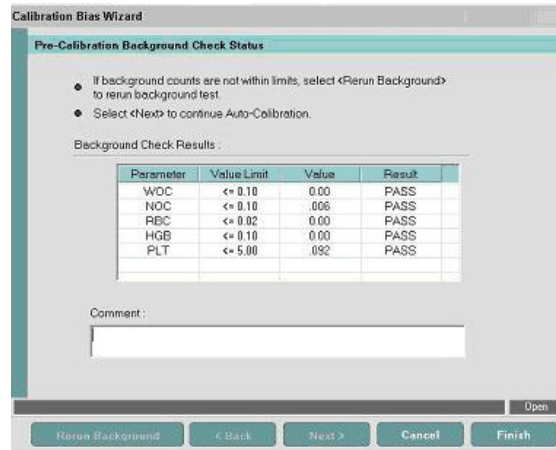 Calibration Bias Wizard
Pre-Calibration Background Check Status
If background counts are not within limits, select <Rerun Background>
to rerun background test.
Select <Next> to continue Auto-Calibration.
Background Check Results :
Parameter Value Limit Value Result
WOC <= 0.10 0.00 PASS
NOC <= 0.10 .006 PASS
RBC <= 0.02 0.00 PASS
HGB <= 0.10 0.00 PASS
PLT <= 5.00 .092 PASS
Comment :
Open
Rerun Background < Back Next > Cancel Finish